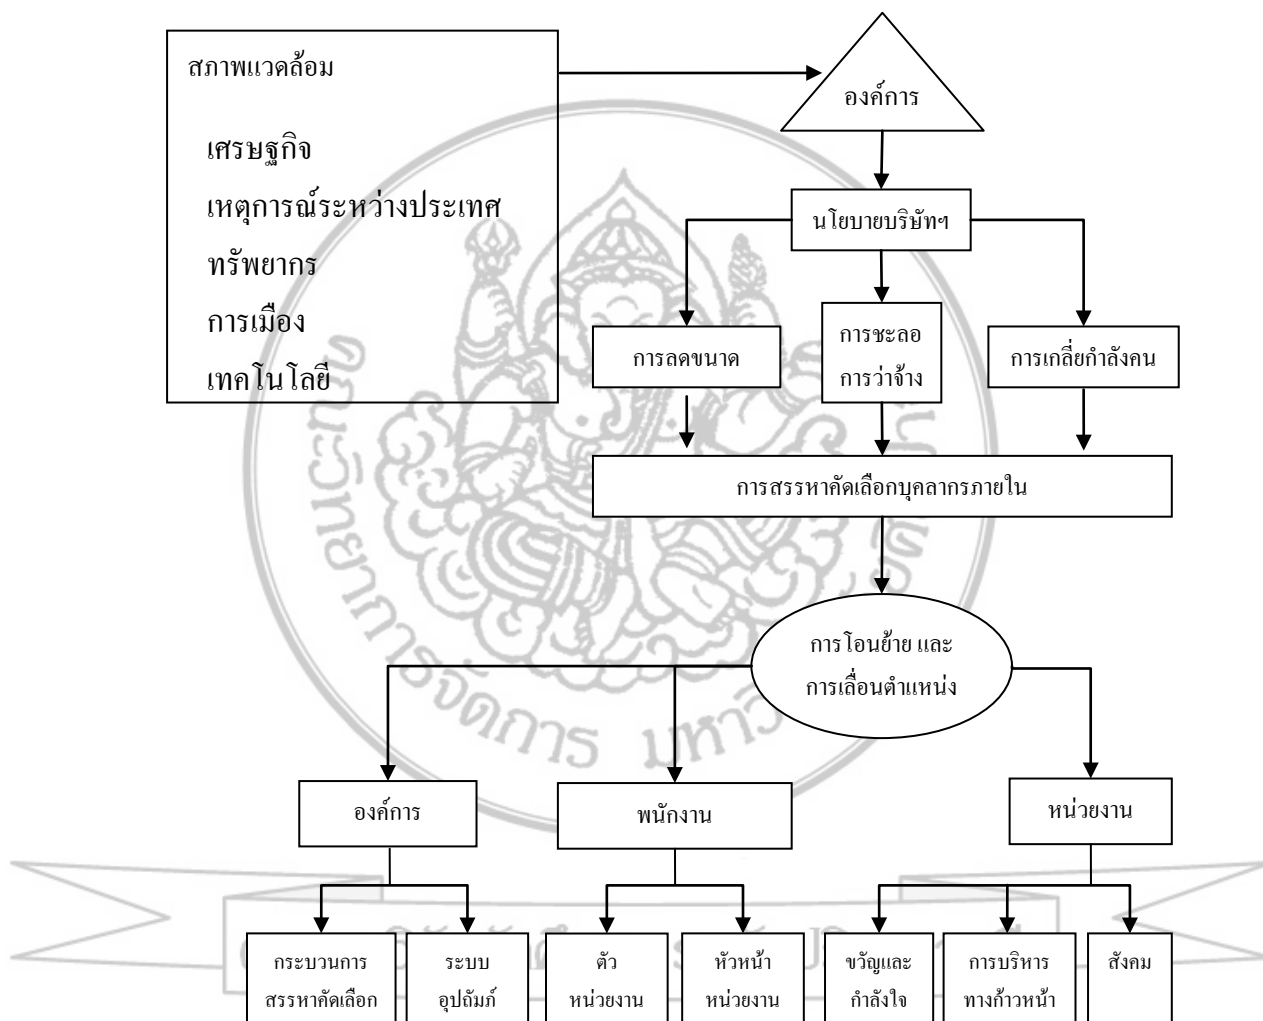 สภาพแวดล้อม
เศรษฐกิจ
เหตุการณ์ระหว่างประเทศ
ทรัพยากร
การเมือง
เทคโนโลยี
องค์การ
นโยบายบริษัทฯ
การลดขนาด
การชะลอ
การว่าจ้าง
การเกลี่ยกำลังคน
การสรรหาคัดเลือกบุคลากรภายใน
การโอนย้าย และ
การเลื่อนตำแหน่ง
องค์การ
พนักงาน
หน่วยงาน
กระบวนการ
สรรหาคัดเลือก
ระบบ
อุปถัมภ์
ตัว
หน่วยงาน
หัวหน้า
หน่วยงาน
ขวัญและ
กำลังใจ
การบริหาร
ทางก้าวหน้า
สังคม